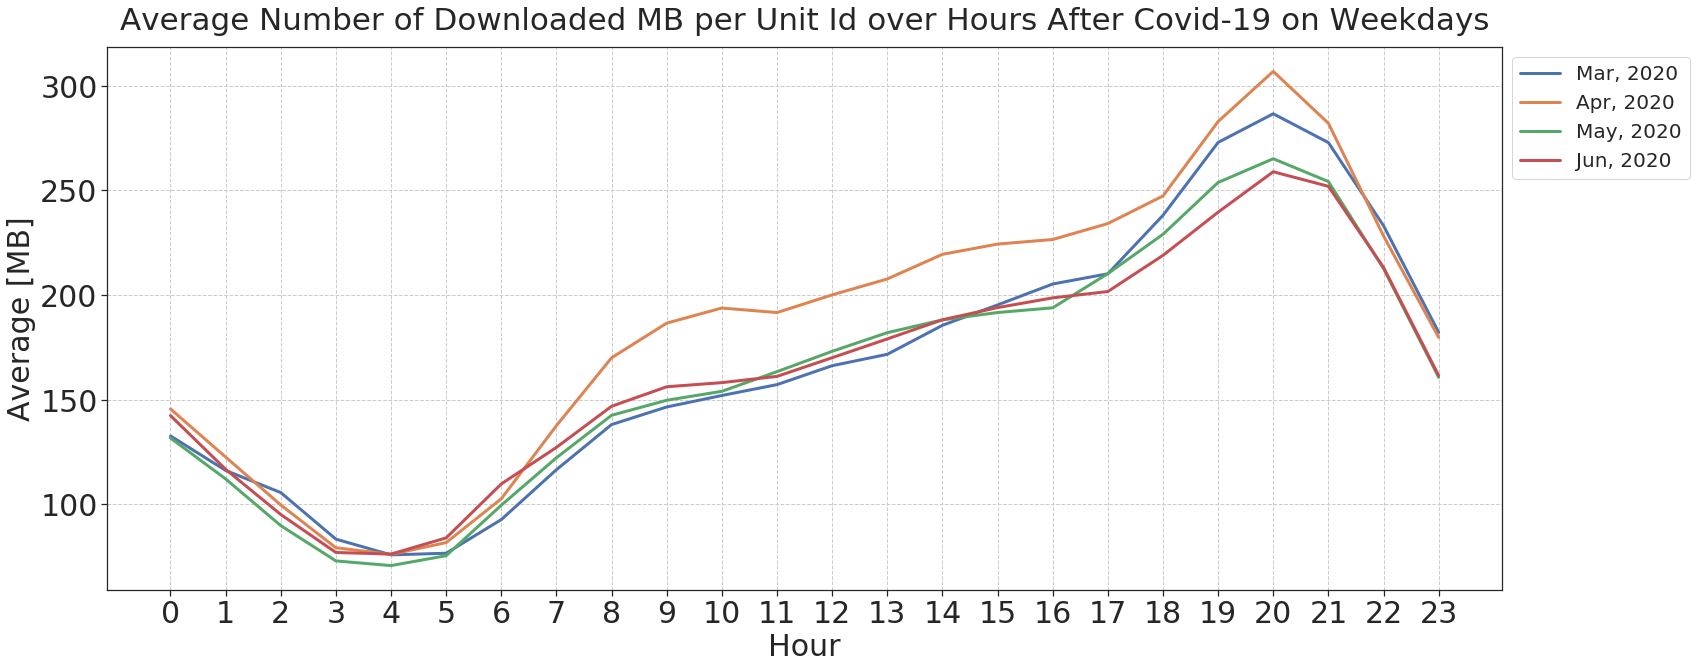 Average Number of Downloaded MB per Unit Id over Hours After Covid-19 on Weekdays
Mar, 2020
Apr, 2020
May, 2020
Jun, 2020
Average [MB]
300
250
200
150
100
0 1 2 3 4 5 6 7 8 9 10 11 12 13 14 15 16 17 18 19 20 21 22 23
Hour